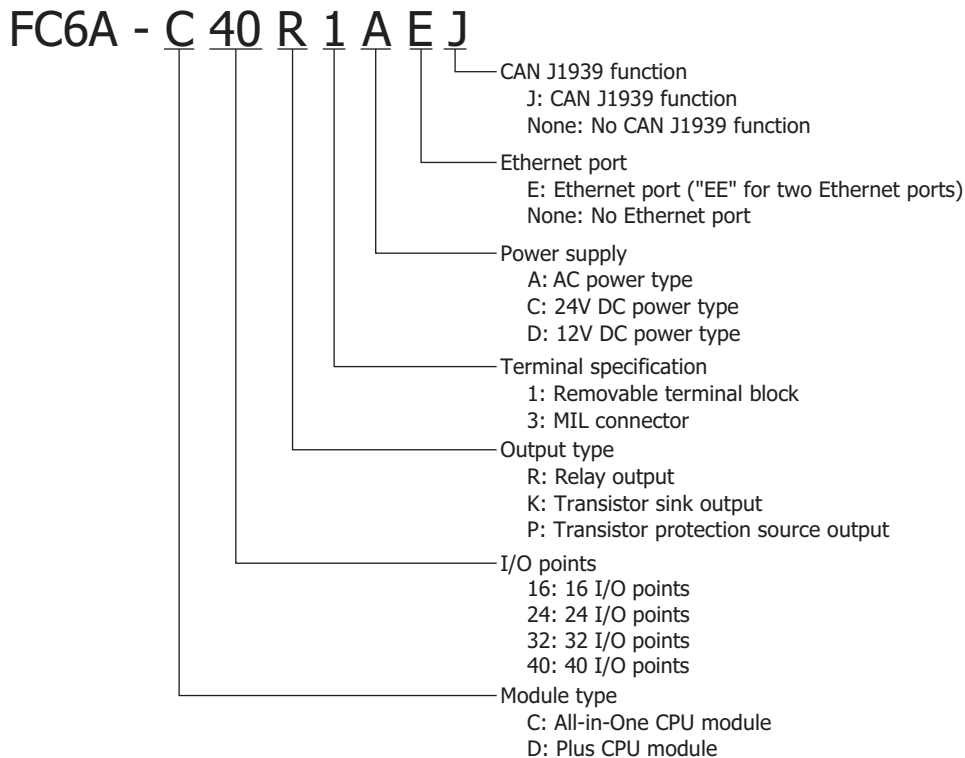 FC6A - C 40 R 1 A E J
CAN J1939 function
J: CAN J1939 function
None: No CAN J1939 function
Ethernet port
E: Ethernet port ("EE" for two Ethernet ports)
None: No Ethernet port
Power supply
A: AC power type
C: 24V DC power type
D: 12V DC power type
Terminal specification
1: Removable terminal block
3: MIL connector
Output type
R: Relay output
K: Transistor sink output
P: Transistor protection source output
I/O points
16: 16 I/O points
24: 24 I/O points
32: 32 I/O points
40: 40 I/O points
Module type
C: All-in-One CPU module
D: Plus CPU module